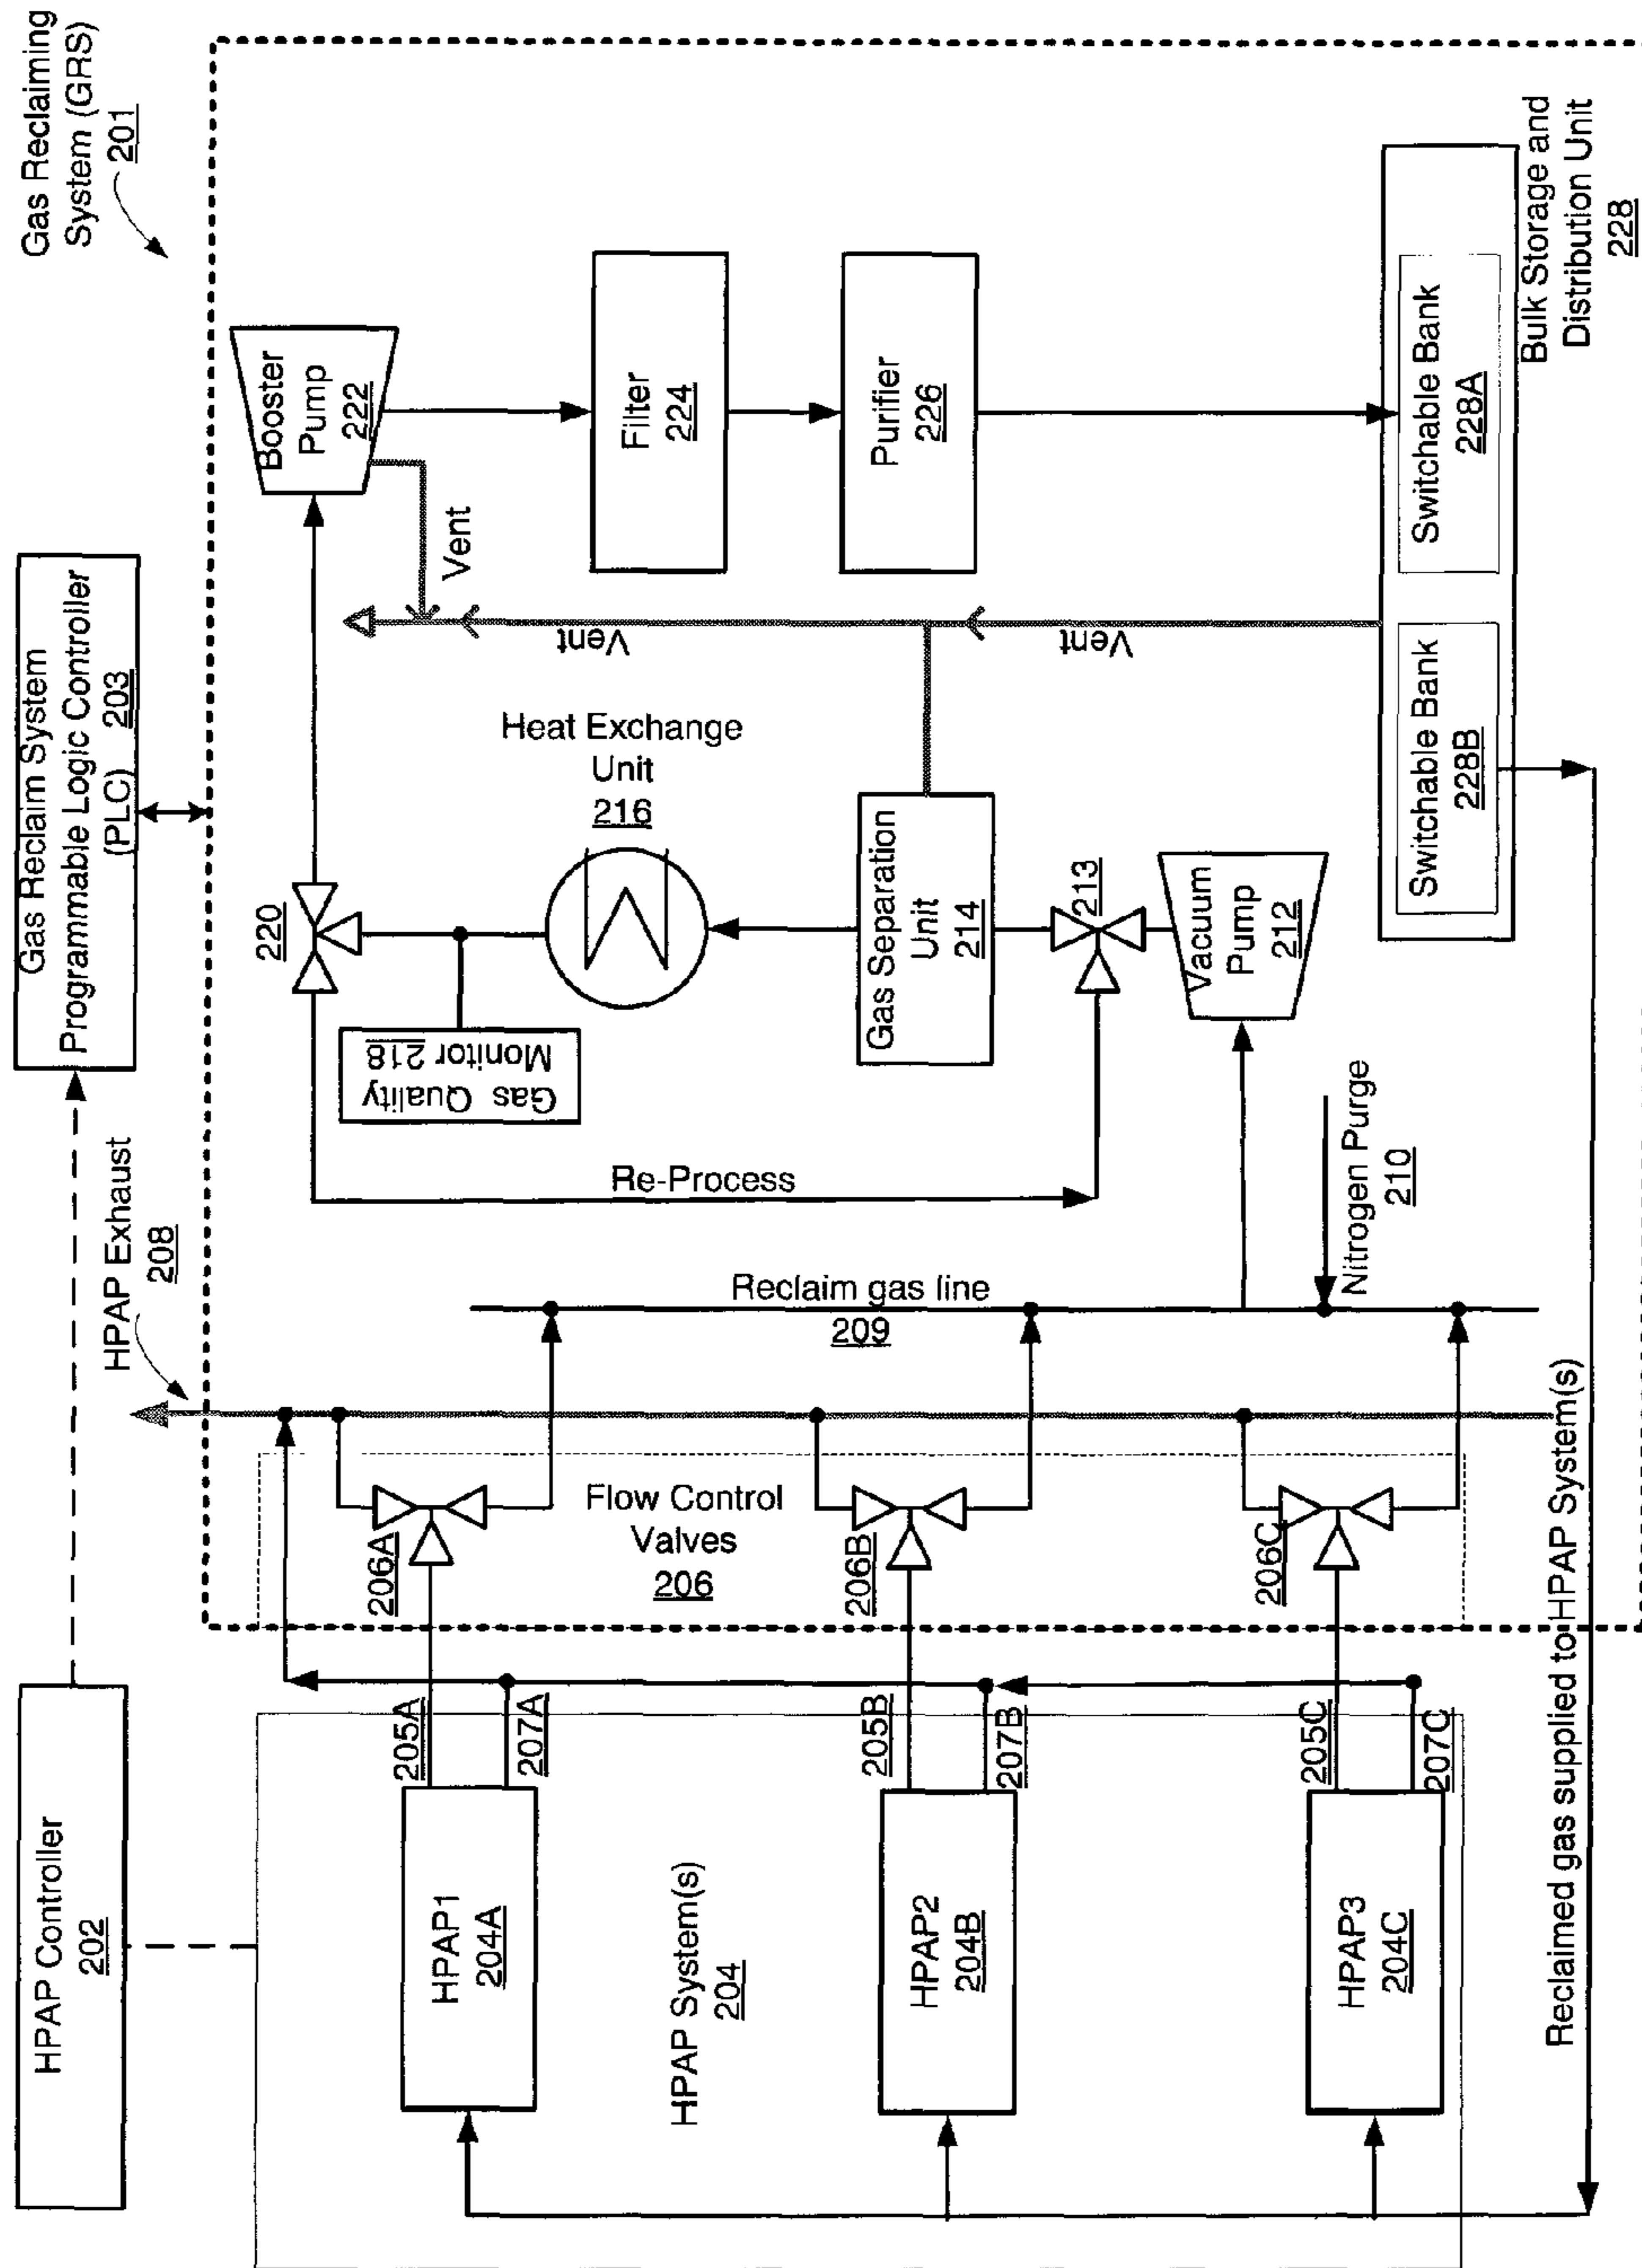 Gas Reclaiming
System (GRS)
201
HPAP Controller
202
Gas Reclaim System
Programmable Logic Controller
(PLC) 203
HPAP Exhaust
208
HPAP System(s)
204
HPAP1
204A
HPAP2
204B
HPAP3
204C
205A
207A
205B
207B
205C
207C
Flow Control
Valves
206
206A
206B
206C
Reclaim gas line
209
Nitrogen Purge
210
Re-Process
Vacuum
Pump
212
213
Gas Separation
Unit
214
Heat Exchange
Unit
216
Gas Quality
Monitor 218
220
Booster
Pump
222
Vent
Vent
Vent
Filter
224
Purifier
226
Switchable Bank
228B
Switchable Bank
228A
Bulk Storage and
Distribution Unit
228
Reclaimed gas supplied to HPAP System(s)